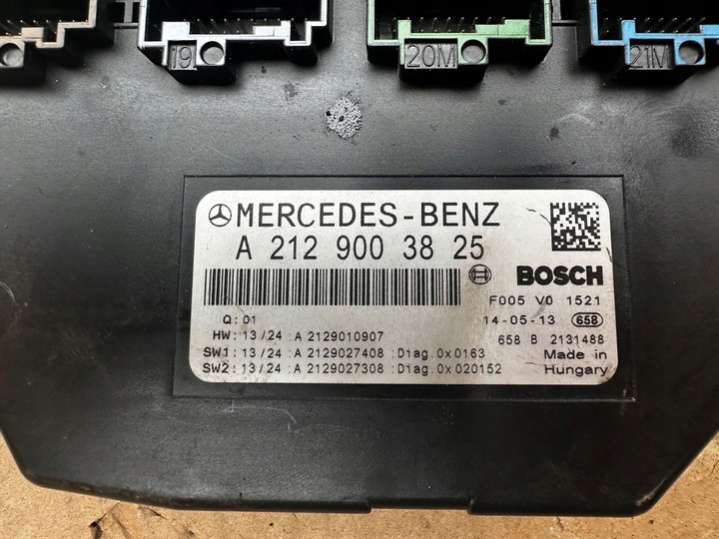 19 20M 21M
MERCEDES-BENZ
A 212 900 38 25
BOSCH
F005 V0 1521
Q:01
14-05-13 658
HW:13/24:A 2129010907
658 B 2131488
SW1:13/24:A 2129027408:Diag.0x0163
Made in
SW2:13/24:A 2129027308:Diag.0x020152
Hungary